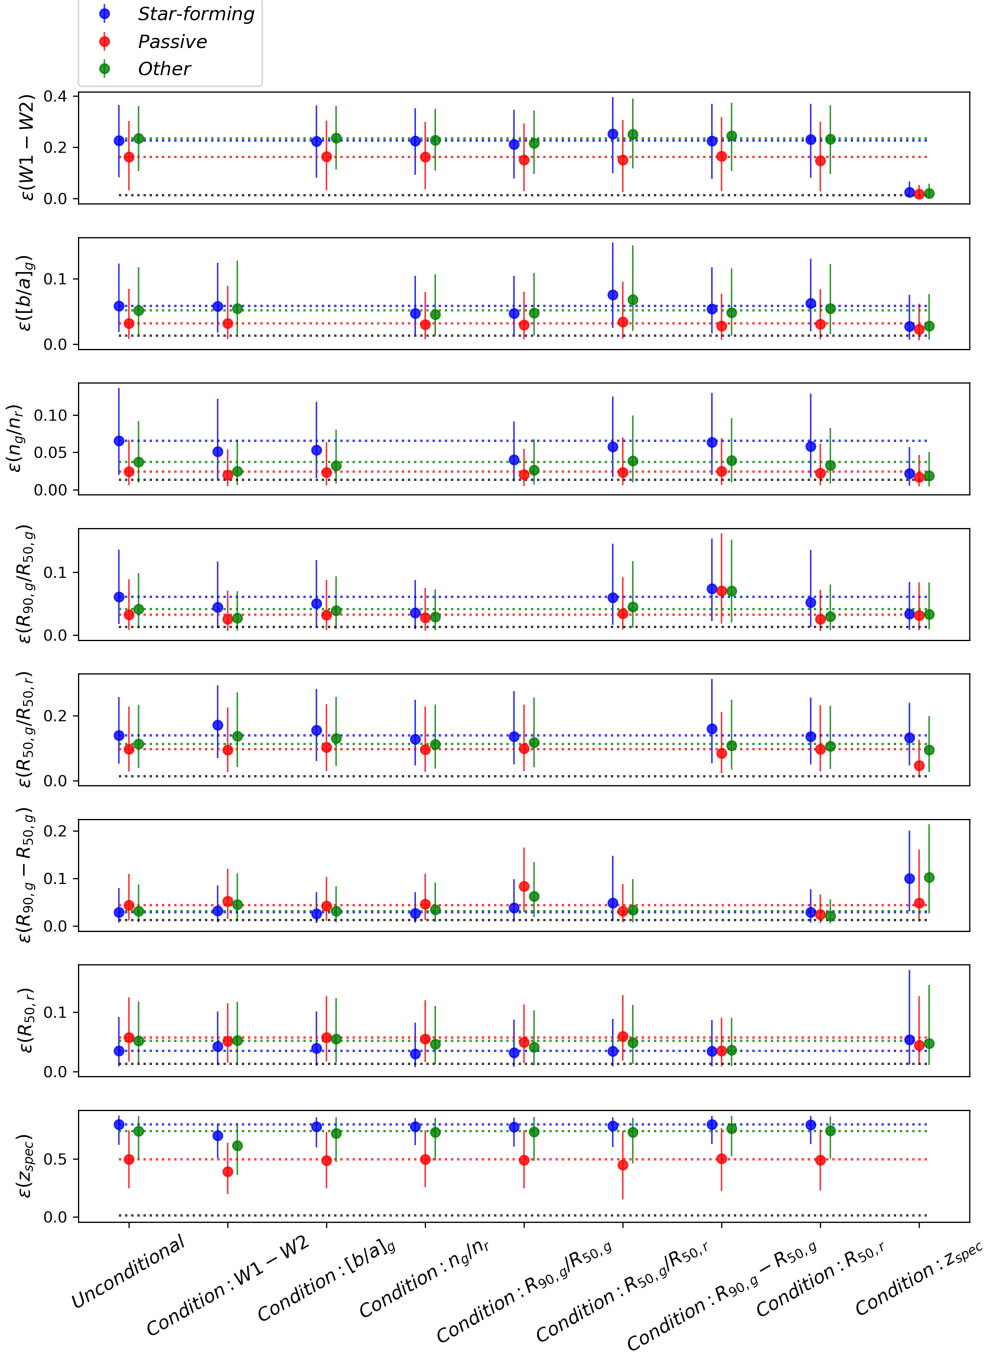 Star-forming
Passive
Other
ε(W1 − W2)
0.4
0.2
0.0
ε([b/a]g)
0.1
0.0
ε(ng/nr)
0.10
0.05
0.00
ε(R90,g/R50,g)
0.1
0.0
ε(R50,g/R50,r)
0.2
0.1
0.0
ε(R90,g − R50,g)
0.2
0.1
0.0
ε(R50,r)
0.1
0.0
ε(zspec)
0.5
0.0
Unconditional
Condition : W1 − W2
Condition : [b/a]g
Condition : ng/nr
Condition : R90,g/R50,g
Condition : R50,g/R50,r
Condition : R90,g − R50,g
Condition : R50,r
Condition : zspec